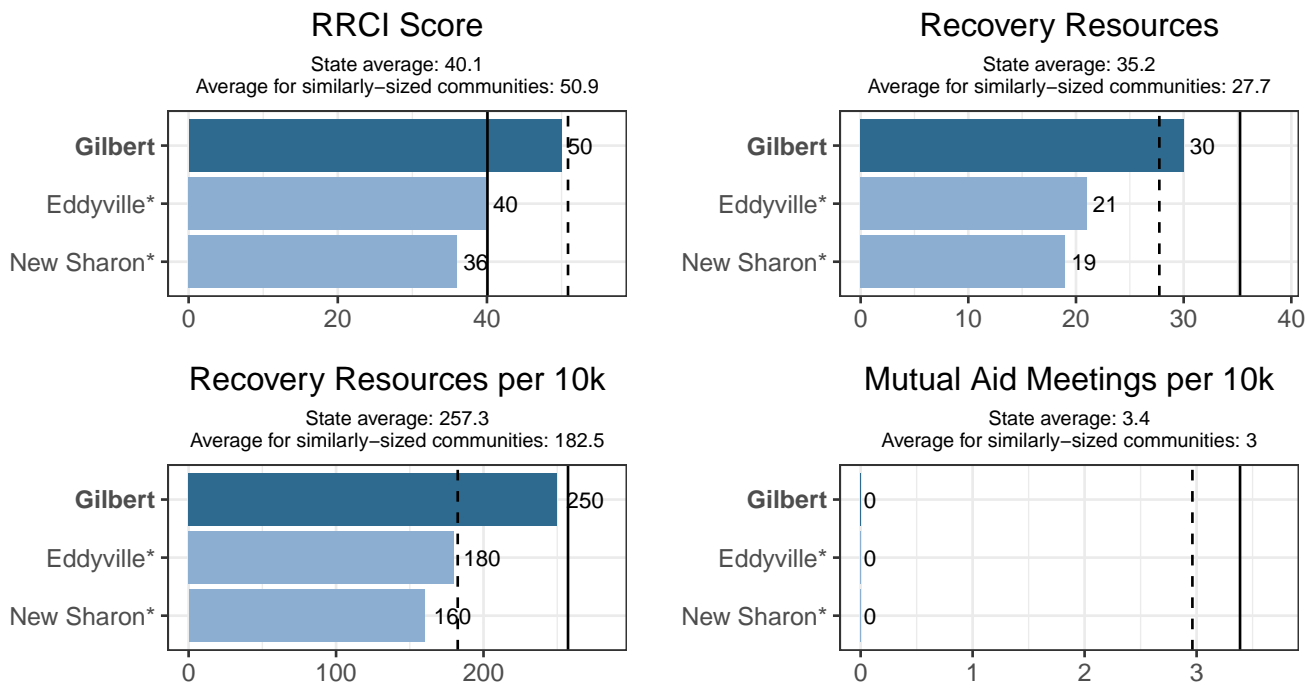 RRCI Score
State average: 40.1
Average for similarly−sized communities: 50.9
Gilbert 50
Eddyville* 40
New Sharon* 36
0 20 40
Recovery Resources
State average: 35.2
Average for similarly−sized communities: 27.7
Gilbert 30
Eddyville* 21
New Sharon* 19
0 10 20 30 40
Recovery Resources per 10k
State average: 257.3
Average for similarly−sized communities: 182.5
Gilbert 250
Eddyville* 180
New Sharon* 160
0 100 200
Mutual Aid Meetings per 10k
State average: 3.4
Average for similarly−sized communities: 3
Gilbert 0
Eddyville* 0
New Sharon* 0
0 1 2 3